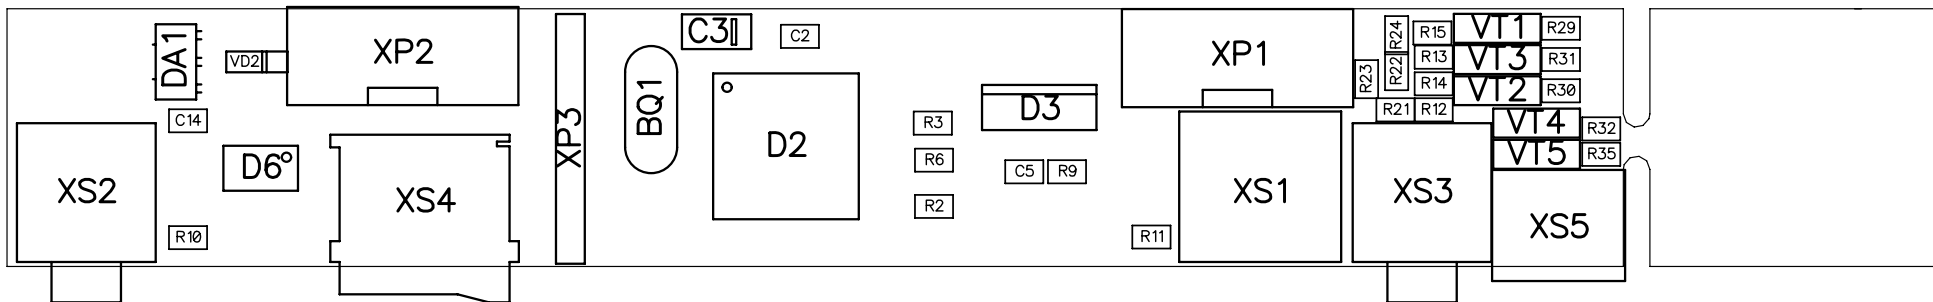 DA1
VD2
XP2
C14
D6
XS2
R10
XS4
XP3
BQ1
C3
C2
D2
R3
R6
R2
D3
C5
R9
XP1
R11
XS1
R24
R22
R23
R15
R13
R14
R21
R12
VT1
R29
VT3
R31
VT2
R30
VT4
R32
VT5
R35
XS3
XS5